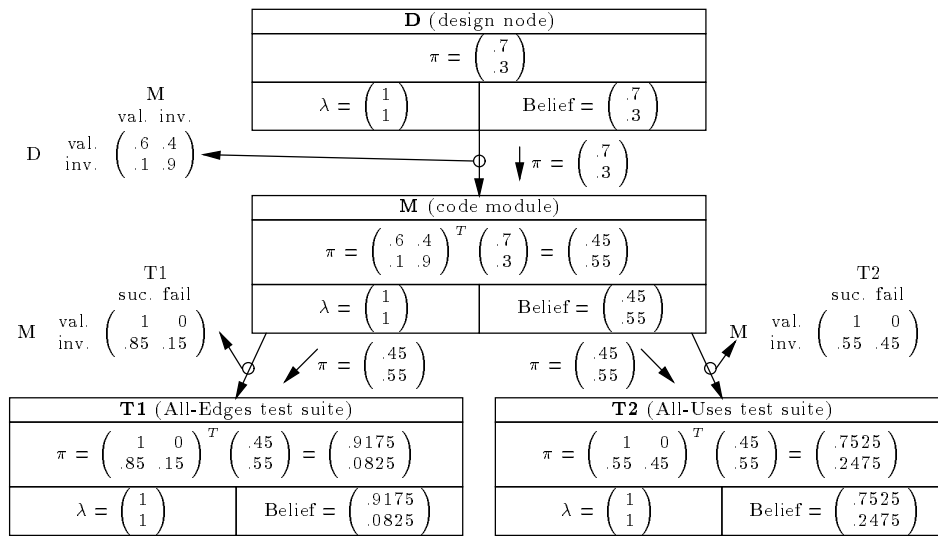 D (design node)
π = ( .7 .3 )
λ = ( 1 1 ) Belief = ( .7 .3 )
M
val. inv.
D val. ( .6 .4
inv. .1 .9 )
π = ( .7 .3 )
M (code module)
π = ( .6 .4 .1 .9 ) T ( .7 .3 ) = ( .45 .55 )
λ = ( 1 1 ) Belief = ( .45 .55 )
T1
suc. fail
M val. ( 1 0
inv. .85 .15 )
T2
suc. fail
M val. ( 1 0
inv. .55 .45 )
π = ( .45 .55 )
π = ( .45 .55 )
T1 (All-Edges test suite)
π = ( 1 0 .85 .15 ) T ( .45 .55 ) = ( .9175 .0825 )
λ = ( 1 1 ) Belief = ( .9175 .0825 )
T2 (All-Uses test suite)
π = ( 1 0 .55 .45 ) T ( .45 .55 ) = ( .7525 .2475 )
λ = ( 1 1 ) Belief = ( .7525 .2475 )